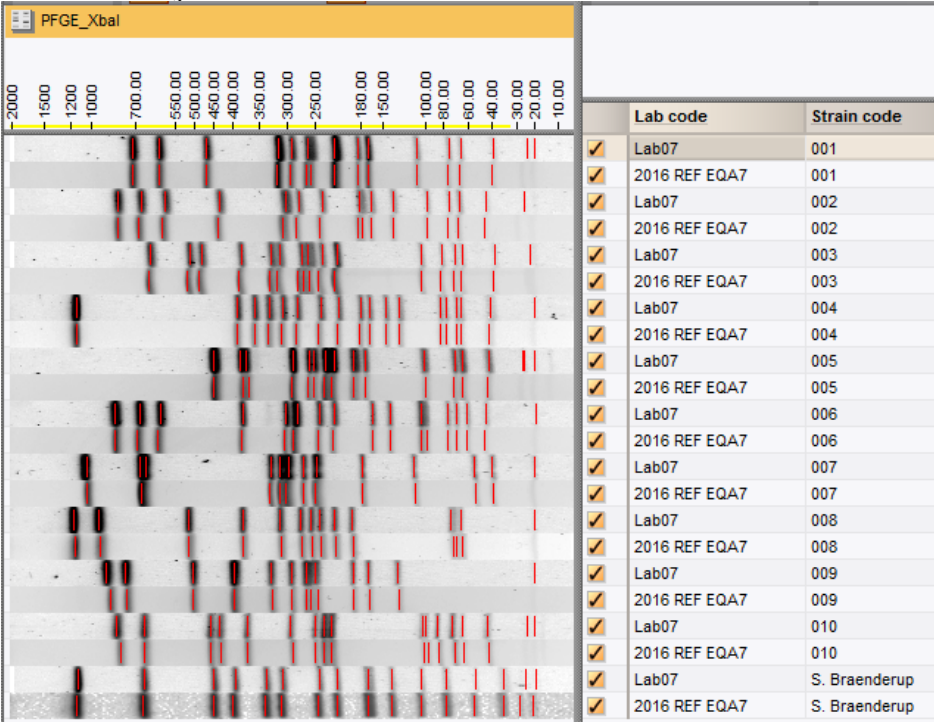 PFGE_XbaI
2000 1500 1200 1000 700.00 550.00 500.00 450.00 400.00 350.00 300.00 250.00 180.00 150.00 100.00 80.00 60.00 40.00 30.00 20.00 10.00
Lab code Strain code
Lab07 001
2016 REF EQA7 001
Lab07 002
2016 REF EQA7 002
Lab07 003
2016 REF EQA7 003
Lab07 004
2016 REF EQA7 004
Lab07 005
2016 REF EQA7 005
Lab07 006
2016 REF EQA7 006
Lab07 007
2016 REF EQA7 007
Lab07 008
2016 REF EQA7 008
Lab07 009
2016 REF EQA7 009
Lab07 010
2016 REF EQA7 010
Lab07 S. Braenderup
2016 REF EQA7 S. Braenderup